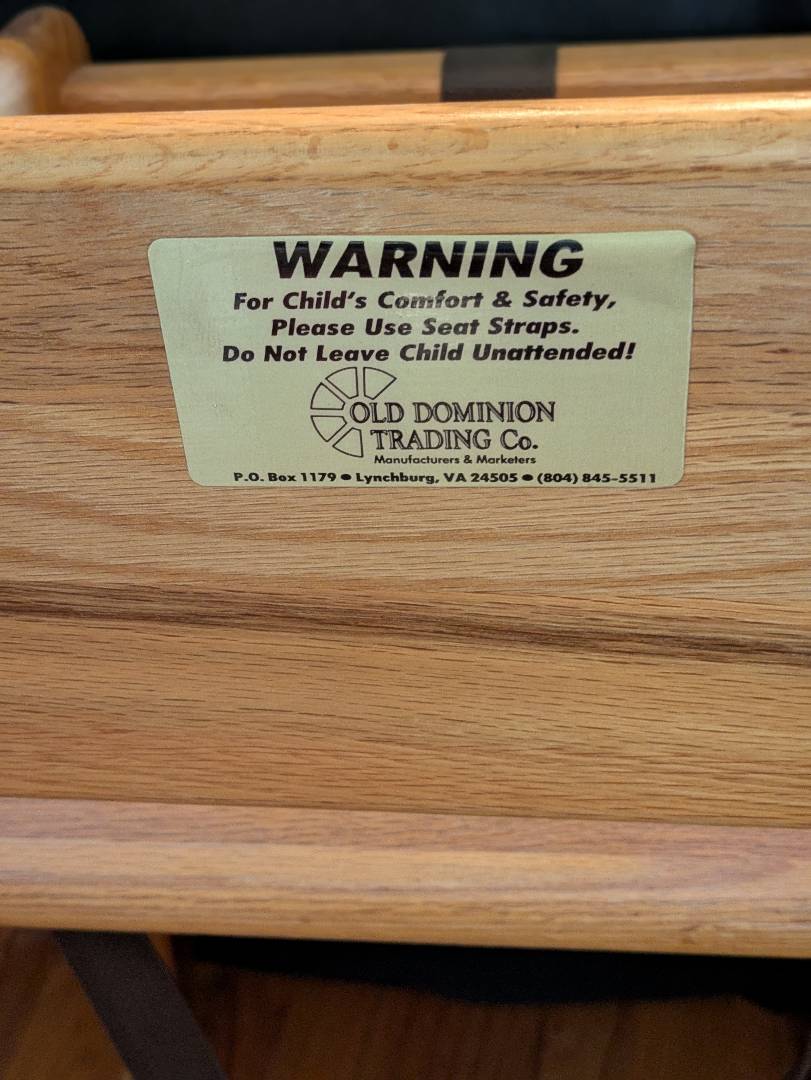 WARNING
For Child's Comfort & Safety,
Please Use Seat Straps.
Do Not Leave Child Unattended!
OLD DOMINION
TRADING Co.
Manufacturers & Marketers
P.O. Box 1179 • Lynchburg, VA 24505 • (804) 845-5511